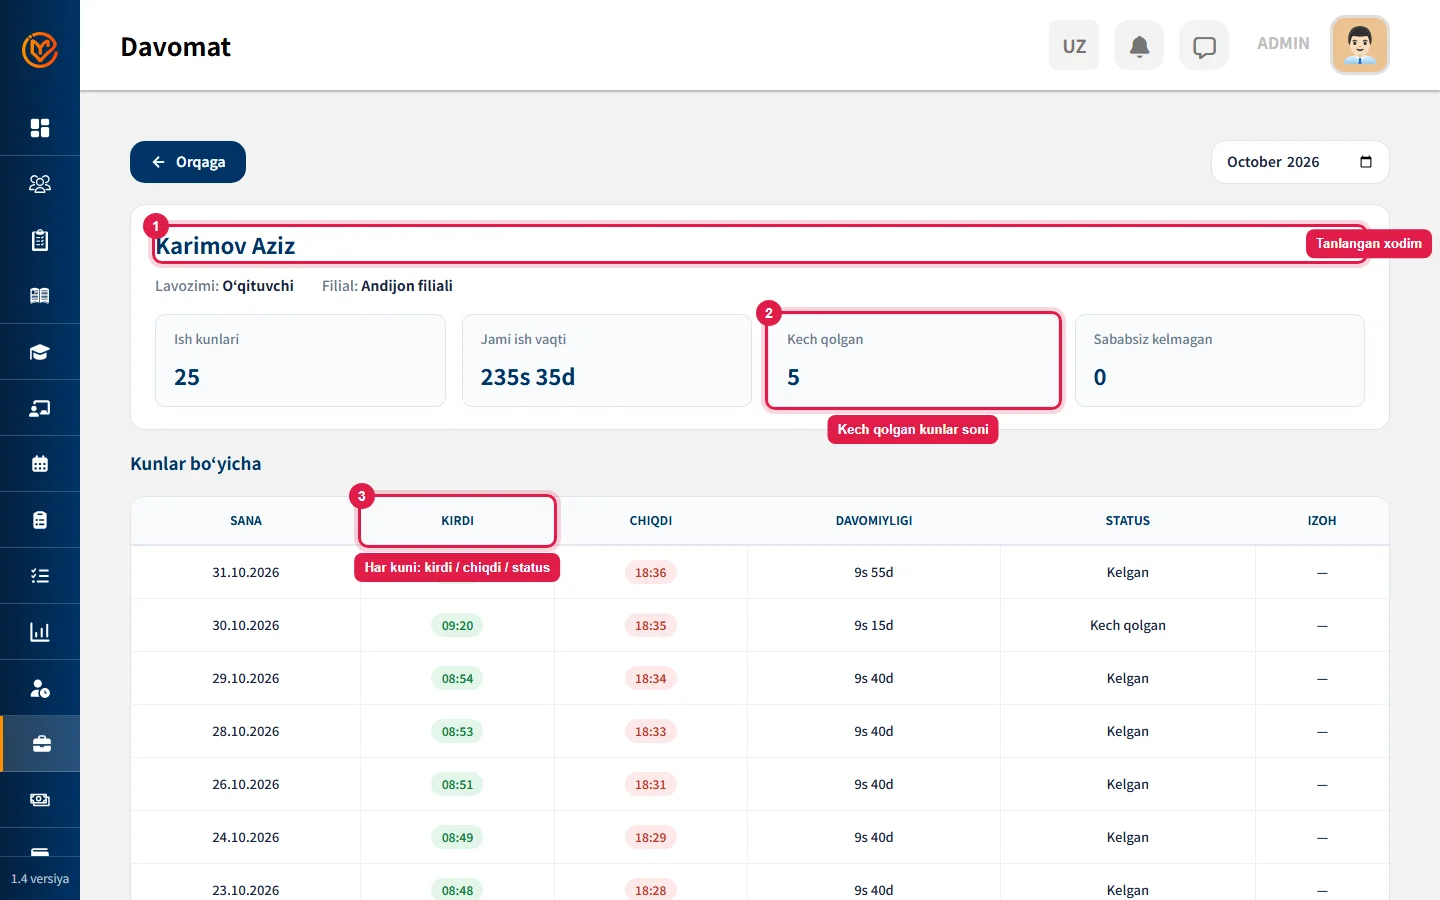 Davomat
UZ
ADMIN
Orqaga
October 2026
1
Karimov Aziz
Tanlangan xodim
Lavozimi: O‘qituvchi Filial: Andijon filiali
2
Ish kunlari
25
Jami ish vaqti
235s 35d
Kech qolgan
5
Sababsiz kelmagan
0
Kech qolgan kunlar soni
Kunlar bo‘yicha
3
SANA KIRDI CHIQDI DAVOMIYLIGI STATUS IZOH
Har kuni: kirdi / chiqdi / status
31.10.2026 18:36 9s 55d Kelgan —
30.10.2026 09:20 18:35 9s 15d Kech qolgan —
29.10.2026 08:54 18:34 9s 40d Kelgan —
28.10.2026 08:53 18:33 9s 40d Kelgan —
26.10.2026 08:51 18:31 9s 40d Kelgan —
24.10.2026 08:49 18:29 9s 40d Kelgan —
23.10.2026 08:48 18:28 9s 40d Kelgan —
1.4 versiya